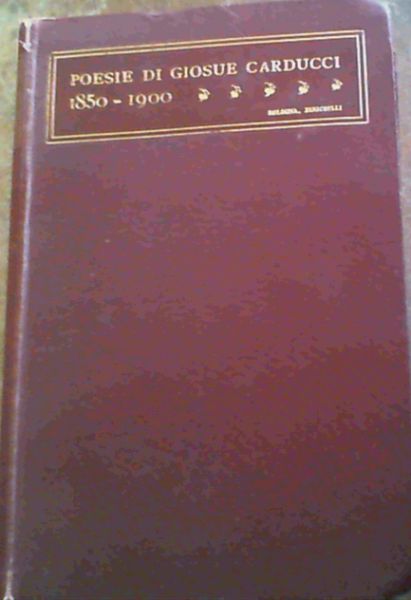 POESIE DI GIOSUE CARDUCCI
1850-1900
BOLOGNA, ZANICHELLI